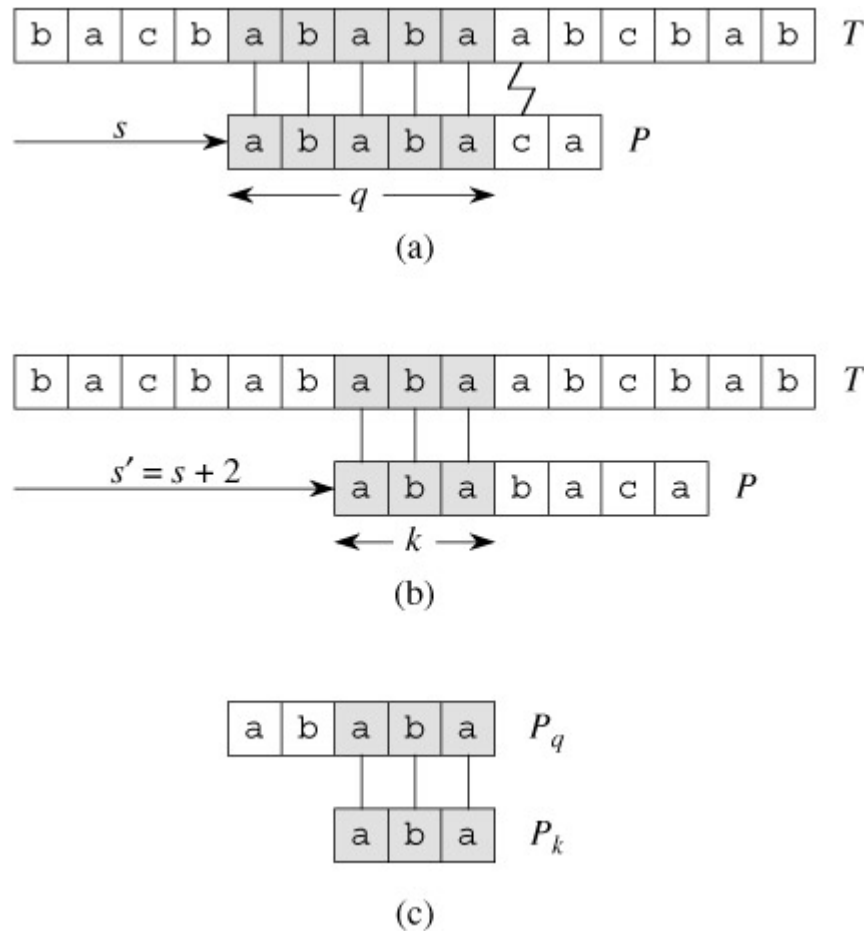 b a c b a b a b a a b c b a b T
s a b a b a c a P
q
(a)
b a c b a b a b a a b c b a b T
s′ = s + 2 a b a b a c a P
k
(b)
a b a b a P_q
a b a P_k
(c)